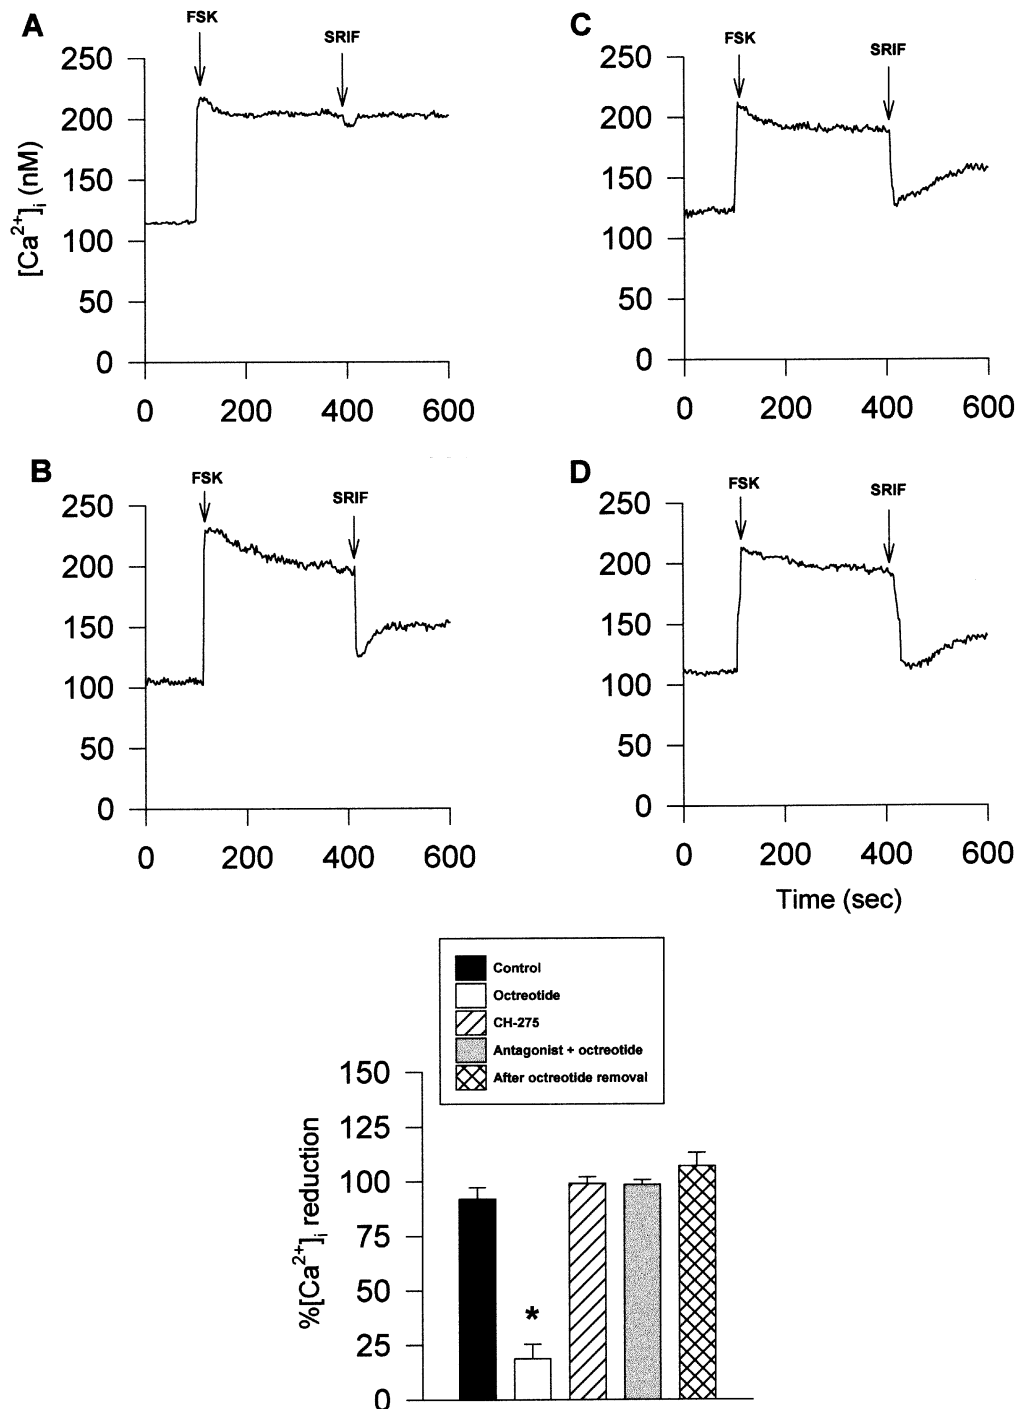 A
FSK
SRIF
250
200
150
100
50
0
[Ca2+]i (nM)
0 200 400 600
C
FSK
SRIF
250
200
150
100
50
0
0 200 400 600
B
FSK
SRIF
250
200
150
100
50
0
0 200 400 600
D
FSK
SRIF
250
200
150
100
50
0
0 200 400 600
Time (sec)
Control
Octreotide
CH-275
Antagonist + octreotide
After octreotide removal
150
125
100
75
50
25
0
%[Ca2+]i reduction
*